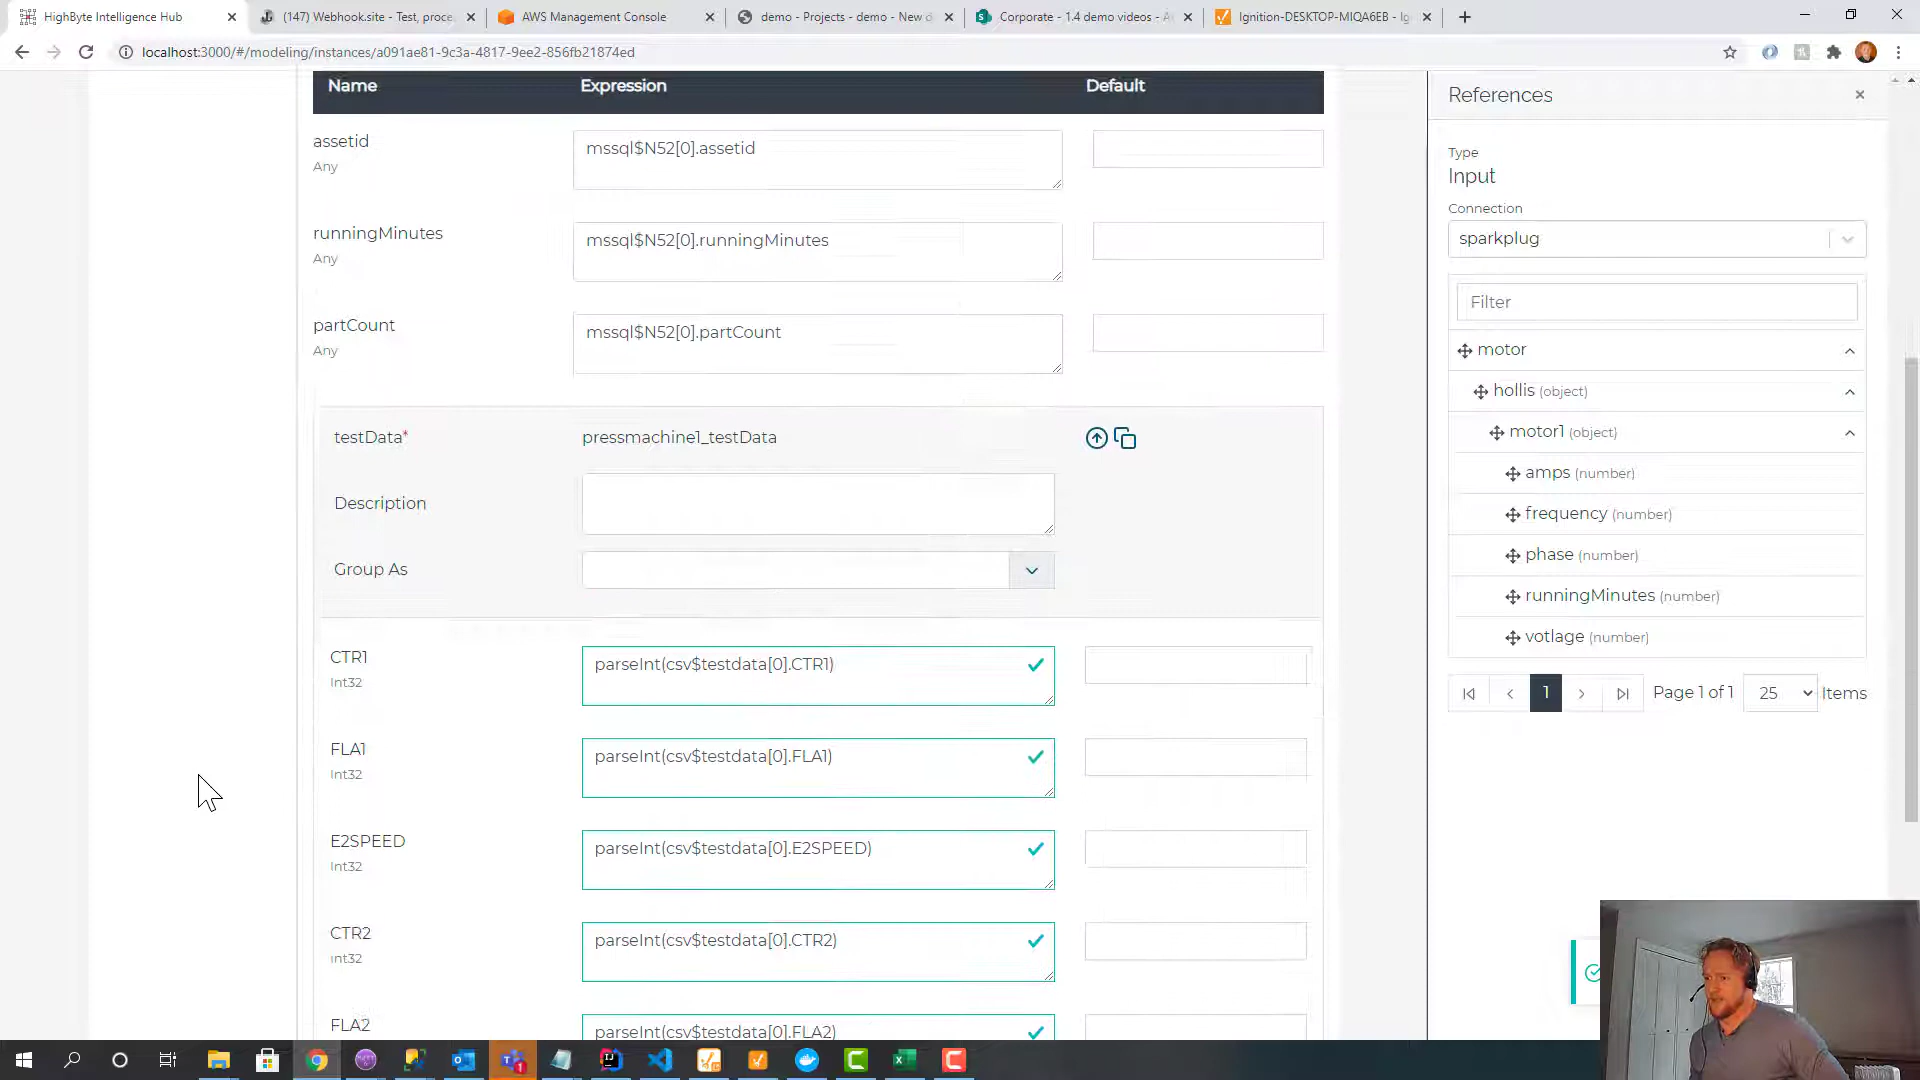 HighByte Intelligence Hub
(147) Webhook.site - Test, proce
AWS Management Console
demo - Projects - demo - New d
Corporate - 1.4 demo videos - A
Ignition-DESKTOP-MIQA6EB - Ig
localhost:3000/#/modeling/instances/a091ae81-9c3a-4817-9ee2-856fb21874ed
Name
Expression
Default
assetid
Any
mssql$N52[0].assetid
runningMinutes
Any
mssql$N52[0].runningMinutes
partCount
Any
mssql$N52[0].partCount
testData*
pressmachine1_testData
Description
Group As
CTR1
Int32
parseInt(csv$testdata[0].CTR1)
FLA1
Int32
parseInt(csv$testdata[0].FLA1)
E2SPEED
Int32
parseInt(csv$testdata[0].E2SPEED)
CTR2
Int32
parseInt(csv$testdata[0].CTR2)
FLA2
parseInt(csv$testdata[0].FLA2)
References
Type
Input
Connection
sparkplug
Filter
motor
hollis (object)
motor1 (object)
amps (number)
frequency (number)
phase (number)
runningMinutes (number)
votlage (number)
1
Page 1 of 1
25
Items